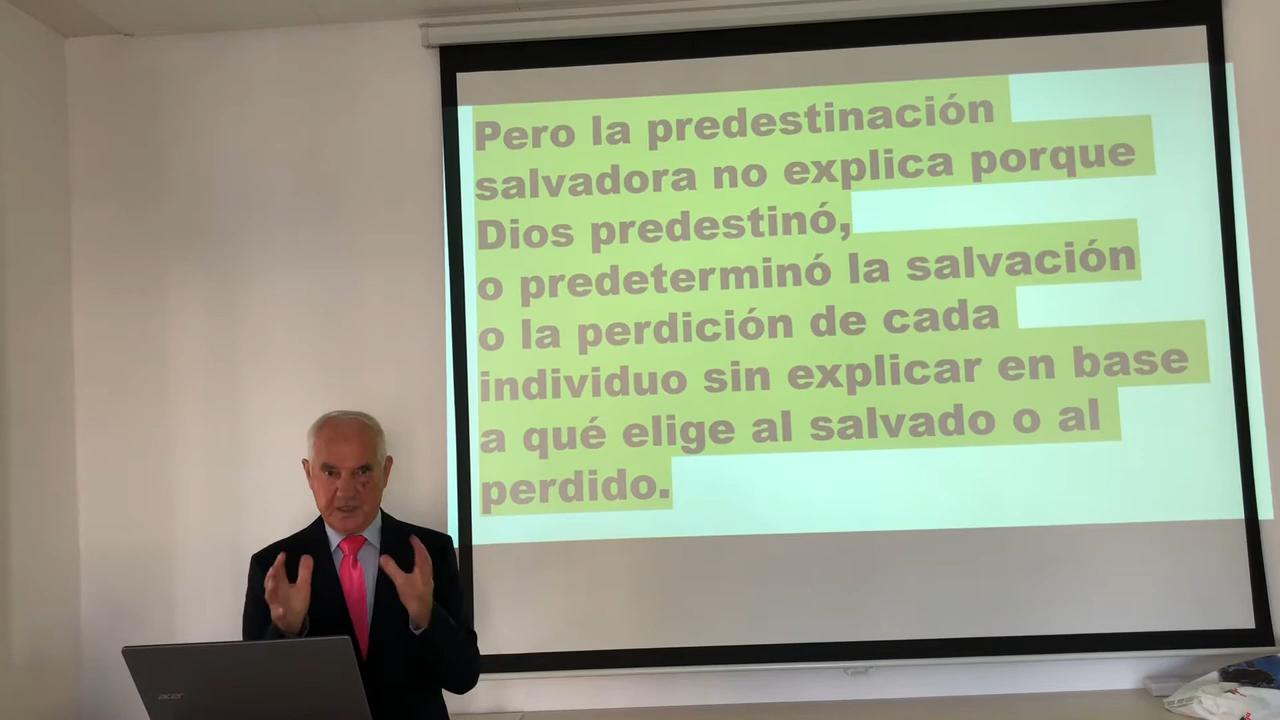 Pero la predestinación
salvadora no explica porque
Dios predestinó,
o predeterminó la salvación
o la perdición de cada
individuo sin explicar en base
a qué elige al salvado o al
perdido.
acer